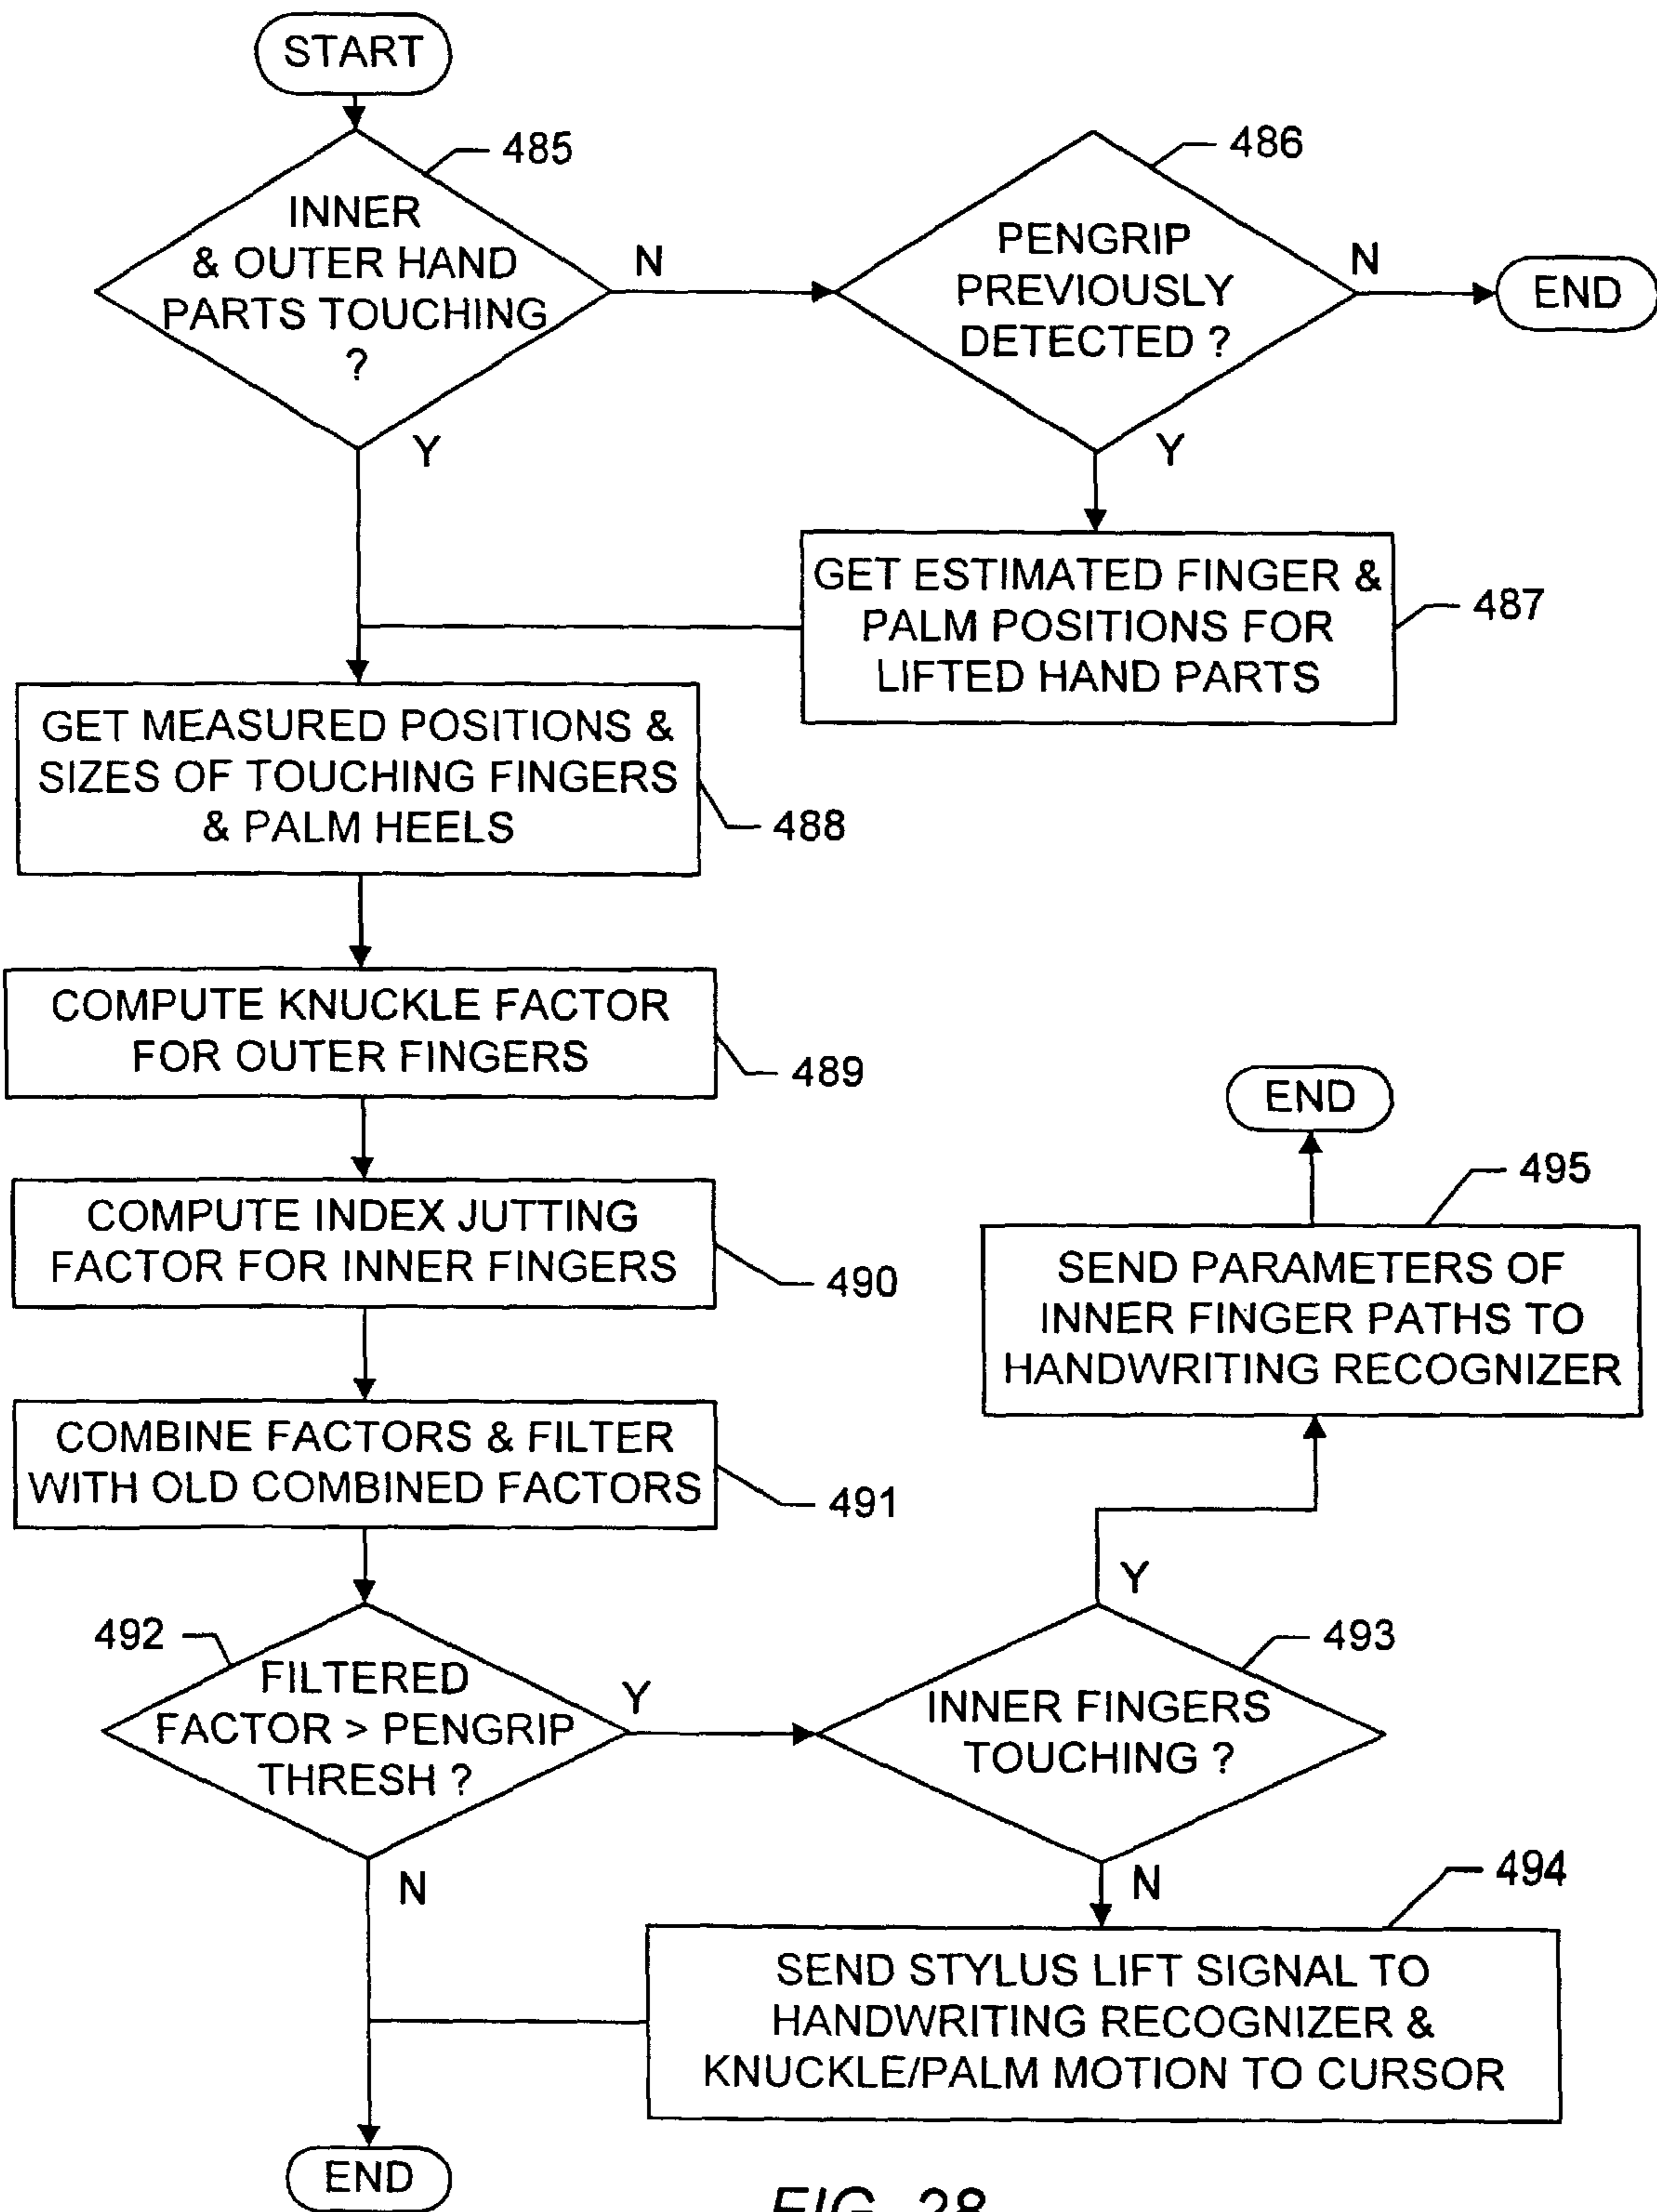 START
485
INNER
& OUTER HAND
PARTS TOUCHING
?
N
Y
486
PENGRIP
PREVIOUSLY
DETECTED ?
N
END
Y
GET ESTIMATED FINGER &
PALM POSITIONS FOR
LIFTED HAND PARTS
487
GET MEASURED POSITIONS &
SIZES OF TOUCHING FINGERS
& PALM HEELS
488
COMPUTE KNUCKLE FACTOR
FOR OUTER FINGERS
489
COMPUTE INDEX JUTTING
FACTOR FOR INNER FINGERS
490
COMBINE FACTORS & FILTER
WITH OLD COMBINED FACTORS
491
492
FILTERED
FACTOR > PENGRIP
THRESH ?
Y
N
END
495
SEND PARAMETERS OF
INNER FINGER PATHS TO
HANDWRITING RECOGNIZER
Y
493
INNER FINGERS
TOUCHING ?
N
494
SEND STYLUS LIFT SIGNAL TO
HANDWRITING RECOGNIZER &
KNUCKLE/PALM MOTION TO CURSOR
END
FIG. 28